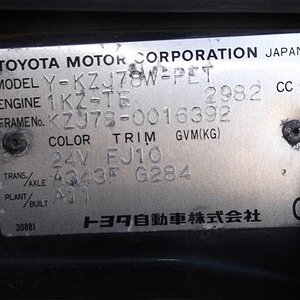 TOYOTA MOTOR CORPORATION JAPAN
MODEL Y-KZJ78W-PET
ENGINE 1KZ-TE 2982 CC
FRAME No. KZJ78-0016392
COLOR TRIM GVM(KG)
24V FJ10
TRANS./AXLE A343F G284
PLANT/BUILT A11
トヨタ自動車株式会社
30881